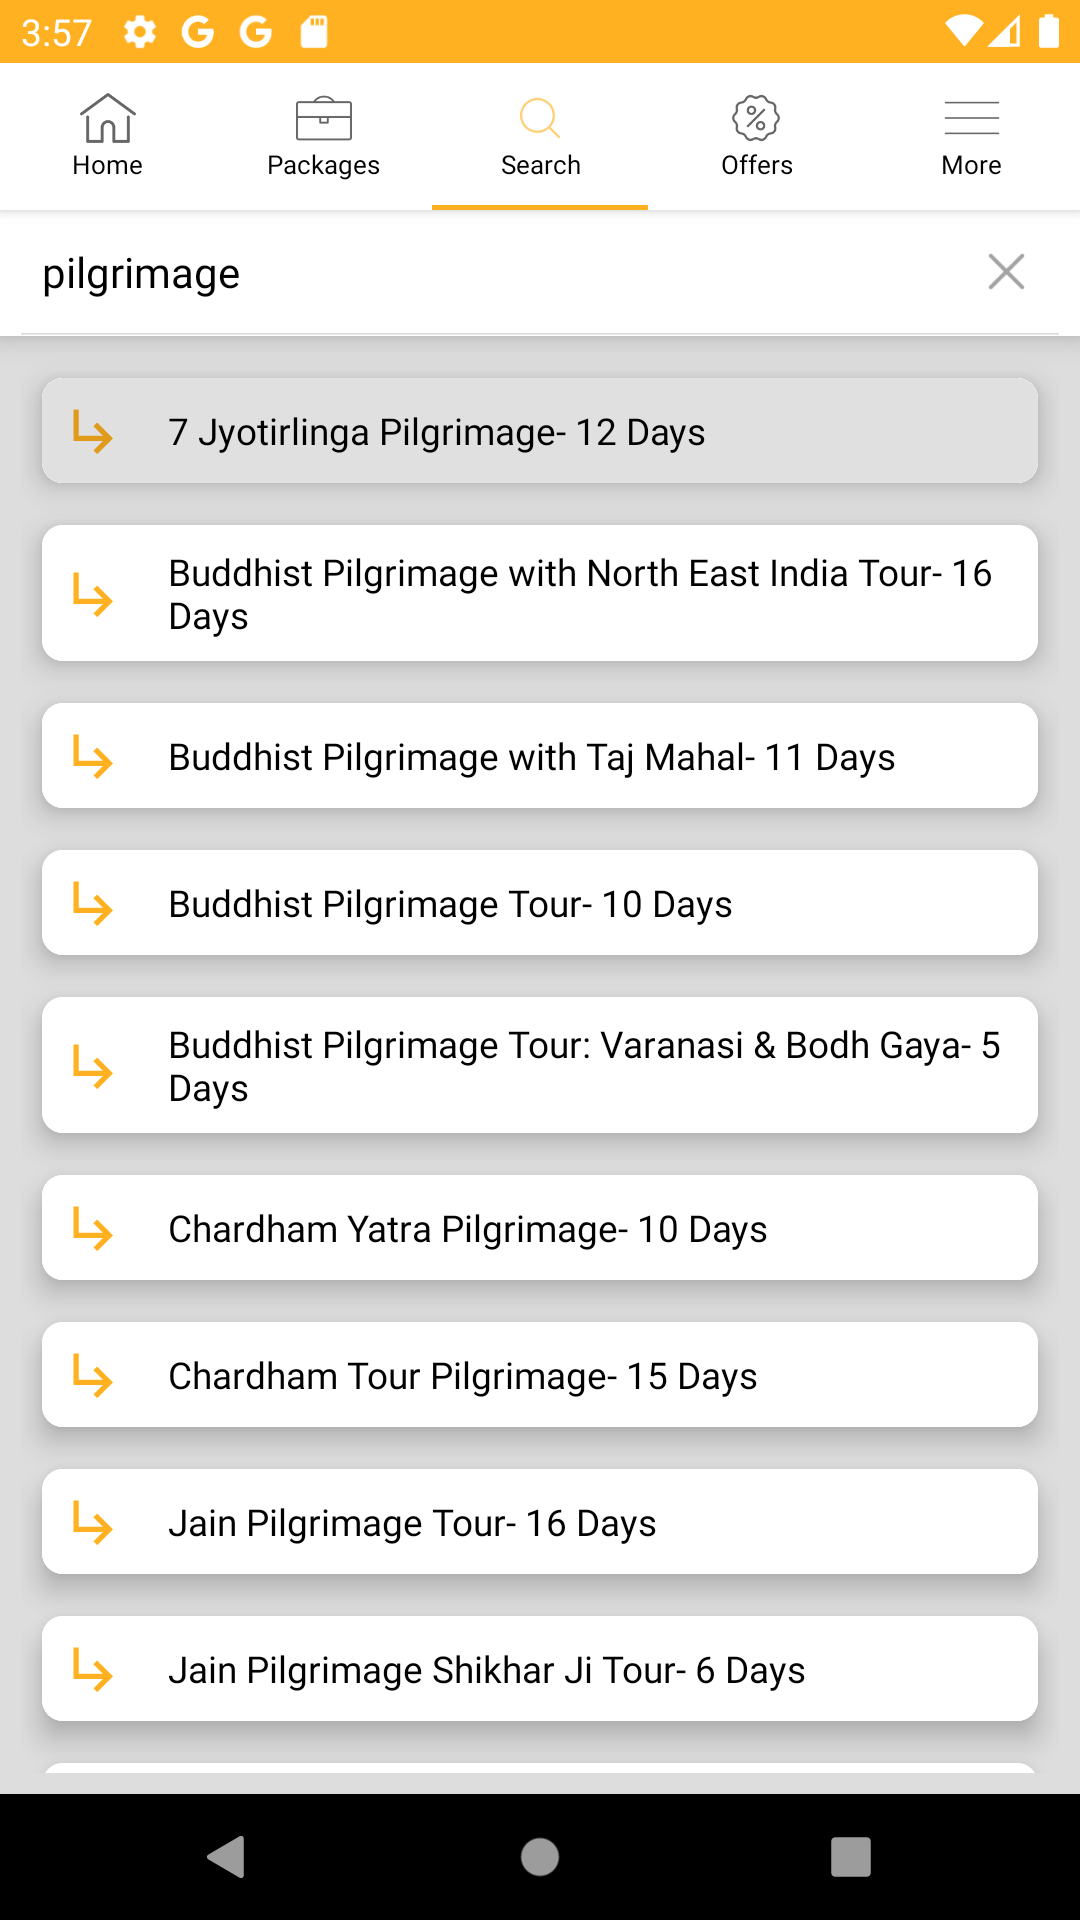 3:57
Home
Packages
Search
Offers
More
pilgrimage
7 Jyotirlinga Pilgrimage- 12 Days
Buddhist Pilgrimage with North East India Tour- 16
Days
Buddhist Pilgrimage with Taj Mahal- 11 Days
Buddhist Pilgrimage Tour- 10 Days
Buddhist Pilgrimage Tour: Varanasi & Bodh Gaya- 5
Days
Chardham Yatra Pilgrimage- 10 Days
Chardham Tour Pilgrimage- 15 Days
Jain Pilgrimage Tour- 16 Days
Jain Pilgrimage Shikhar Ji Tour- 6 Days